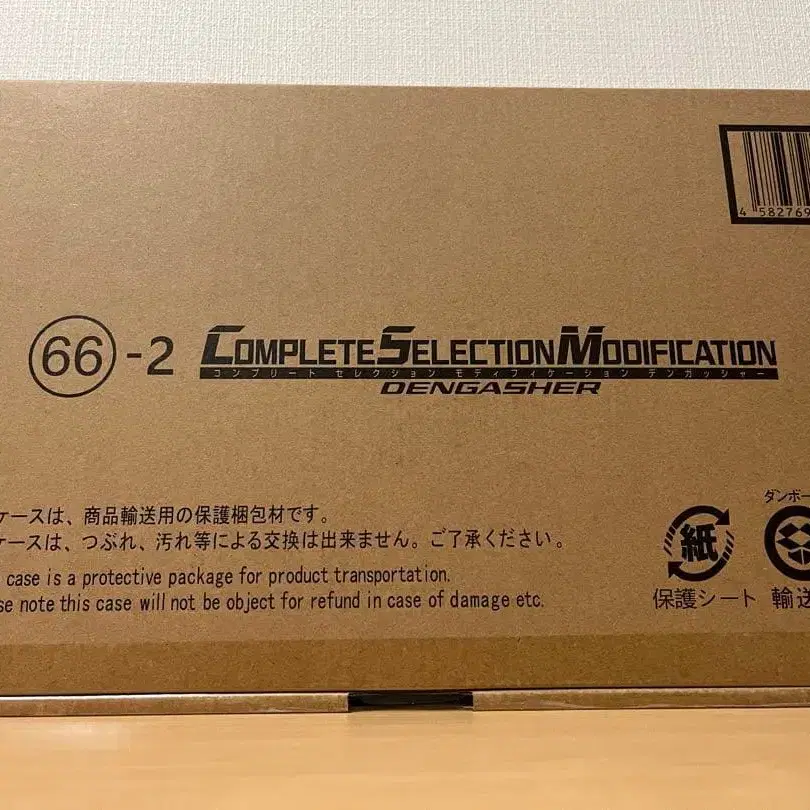 4 582769
66-2 COMPLETE SELECTION MODIFICATION
コンプリート セレクション モディフィケーション デンガッシャー
DENGASHER
ケースは、商品輸送用の保護梱包材です。
ケースは、つぶれ、汚れ等による交換は出来ません。ご了承ください。
case is a protective package for product transportation.
se note this case will not be object for refund in case of damage etc.
紙
保護シート
ダンボー
輸送